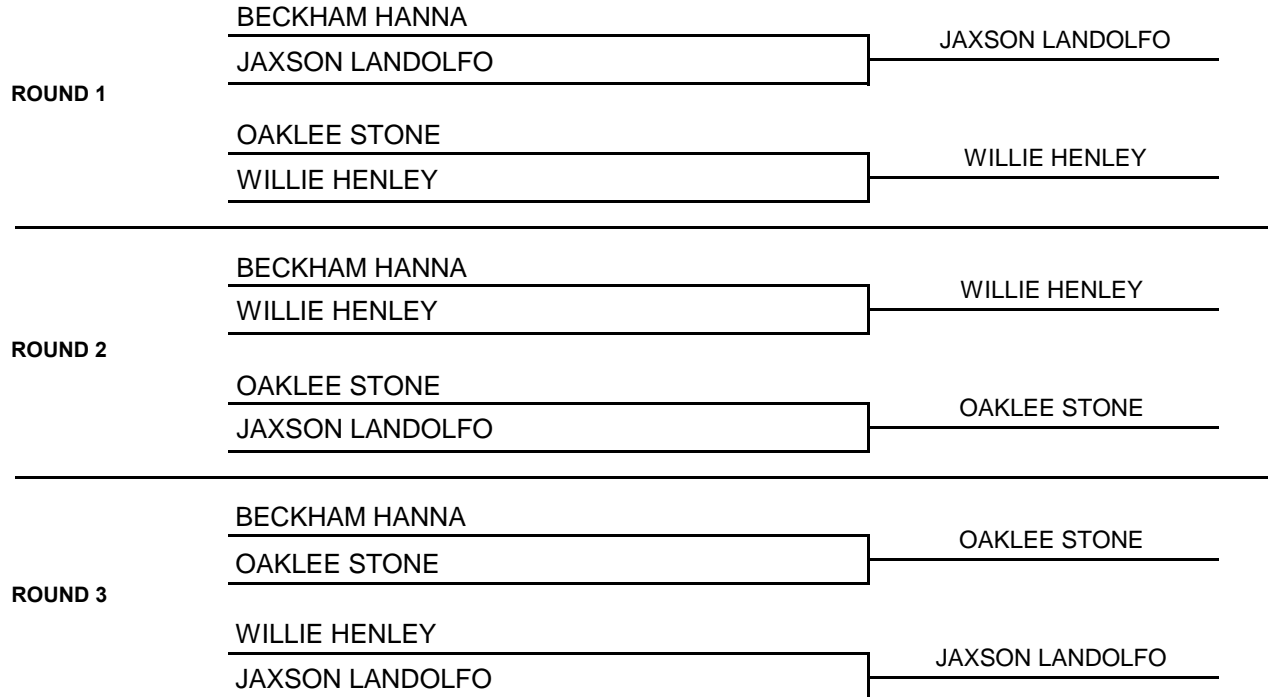 BECKHAM HANNA
JAXSON LANDOLFO
JAXSON LANDOLFO
ROUND 1
OAKLEE STONE
WILLIE HENLEY
WILLIE HENLEY
BECKHAM HANNA
WILLIE HENLEY
WILLIE HENLEY
ROUND 2
OAKLEE STONE
OAKLEE STONE
JAXSON LANDOLFO
BECKHAM HANNA
OAKLEE STONE
OAKLEE STONE
ROUND 3
WILLIE HENLEY
JAXSON LANDOLFO
JAXSON LANDOLFO